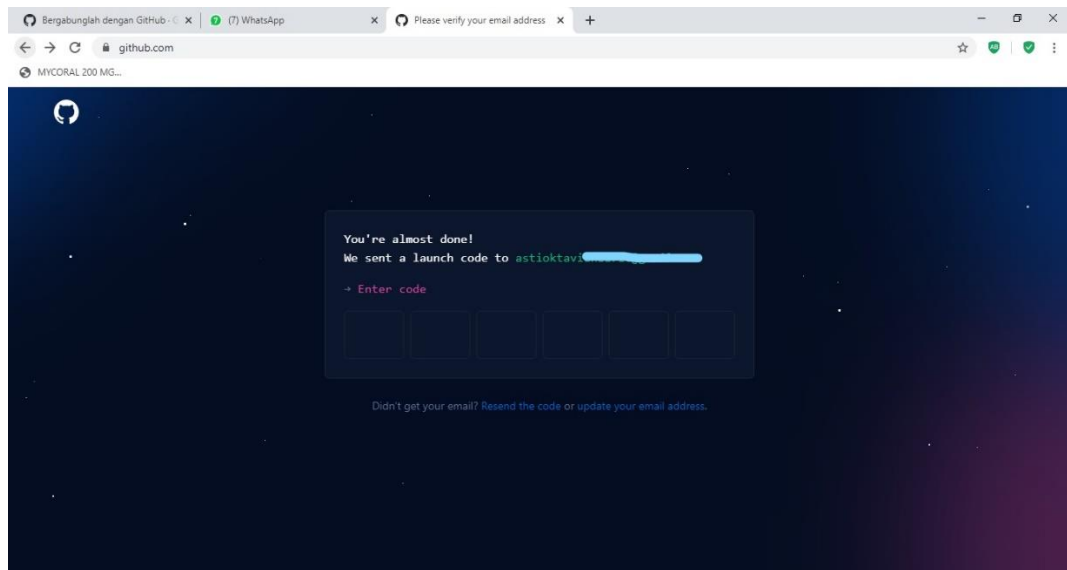 Bergabunglah dengan GitHub · G
(7) WhatsApp
Please verify your email address
github.com
MYCORAL 200 MG...
You're almost done!
We sent a launch code to astioktavi
→ Enter code
Didn't get your email? Resend the code or update your email address.